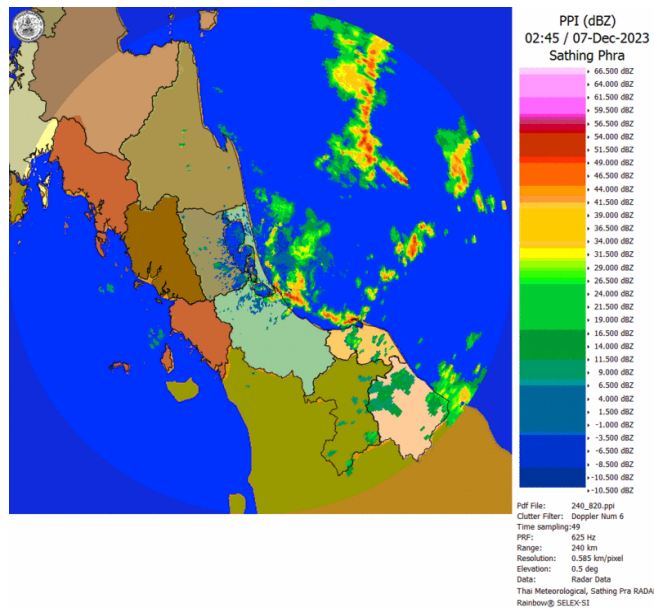 PPI (dBZ)
02:45 / 07-Dec-2023
Sathing Phra
66.500 dBZ
64.000 dBZ
61.500 dBZ
59.500 dBZ
56.500 dBZ
54.000 dBZ
51.500 dBZ
49.000 dBZ
46.500 dBZ
44.000 dBZ
41.500 dBZ
39.000 dBZ
36.500 dBZ
34.000 dBZ
31.500 dBZ
29.000 dBZ
26.500 dBZ
24.000 dBZ
21.500 dBZ
19.000 dBZ
16.500 dBZ
14.000 dBZ
11.500 dBZ
9.000 dBZ
6.500 dBZ
4.000 dBZ
1.500 dBZ
-1.000 dBZ
-3.500 dBZ
-6.500 dBZ
-8.500 dBZ
-10.500 dBZ
-10.500 dBZ
Pdf File: 240_820.ppi
Clutter Filter: Doppler Num 6
Time sampling:49
PRF: 625 Hz
Range: 240 km
Resolution: 0.585 km/pixel
Elevation: 0.5 deg
Data: Radar Data
Thai Meteorological, Sathing Pra RADA
Rainbow® SELEX-SI